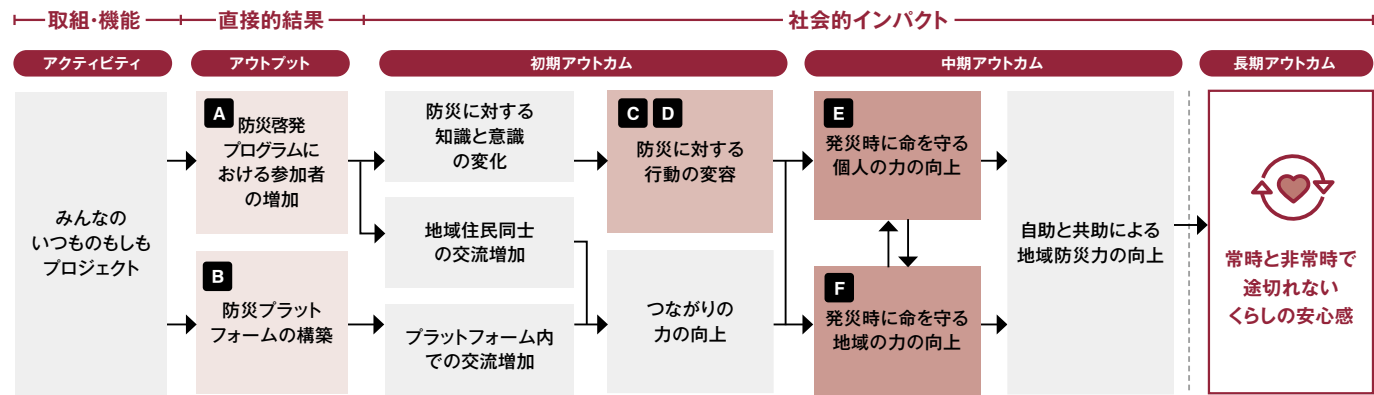 取組・機能
直接的結果
社会的インパクト
アクティビティ
アウトプット
初期アウトカム
中期アウトカム
長期アウトカム
みんなの
いつものもしも
プロジェクト
A
防災啓発
プログラムに
おける参加者
の増加
B
防災プラット
フォームの構築
防災に対する
知識と意識
の変化
地域住民同士
の交流増加
プラットフォーム内
での交流増加
C D
防災に対する
行動の変容
つながりの
力の向上
E
発災時に命を守る
個人の力の向上
F
発災時に命を守る
地域の力の向上
自助と共助による
地域防災力の向上
常時と非常時で
途切れない
くらしの安心感